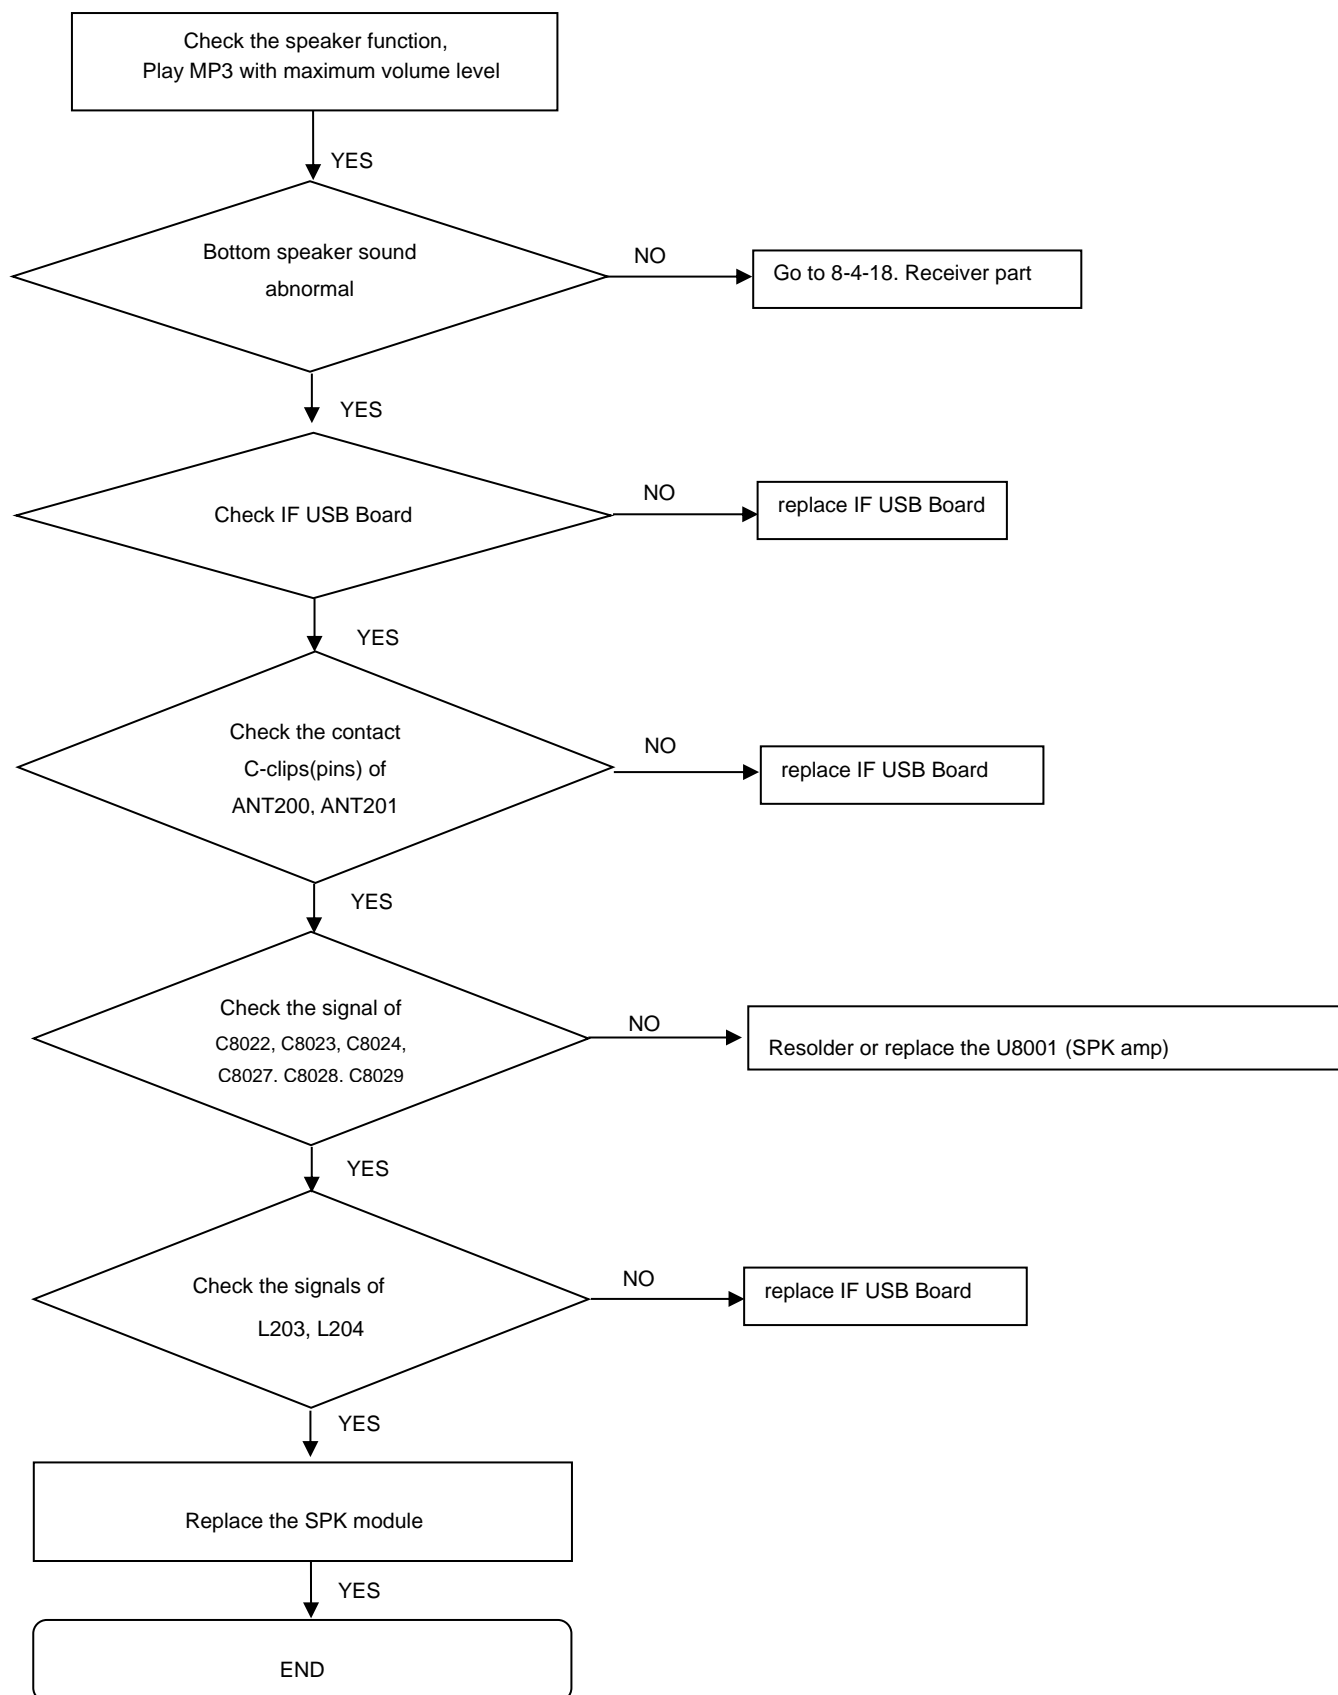 Check the speaker function,
Play MP3 with maximum volume level
YES
Bottom speaker sound
abnormal
NO
Go to 8-4-18. Receiver part
YES
Check IF USB Board
NO
replace IF USB Board
YES
Check the contact
C-clips(pins) of
ANT200, ANT201
NO
replace IF USB Board
YES
Check the signal of
C8022, C8023, C8024,
C8027, C8028, C8029
NO
Resolder or replace the U8001 (SPK amp)
YES
Check the signals of
L203, L204
NO
replace IF USB Board
YES
Replace the SPK module
YES
END